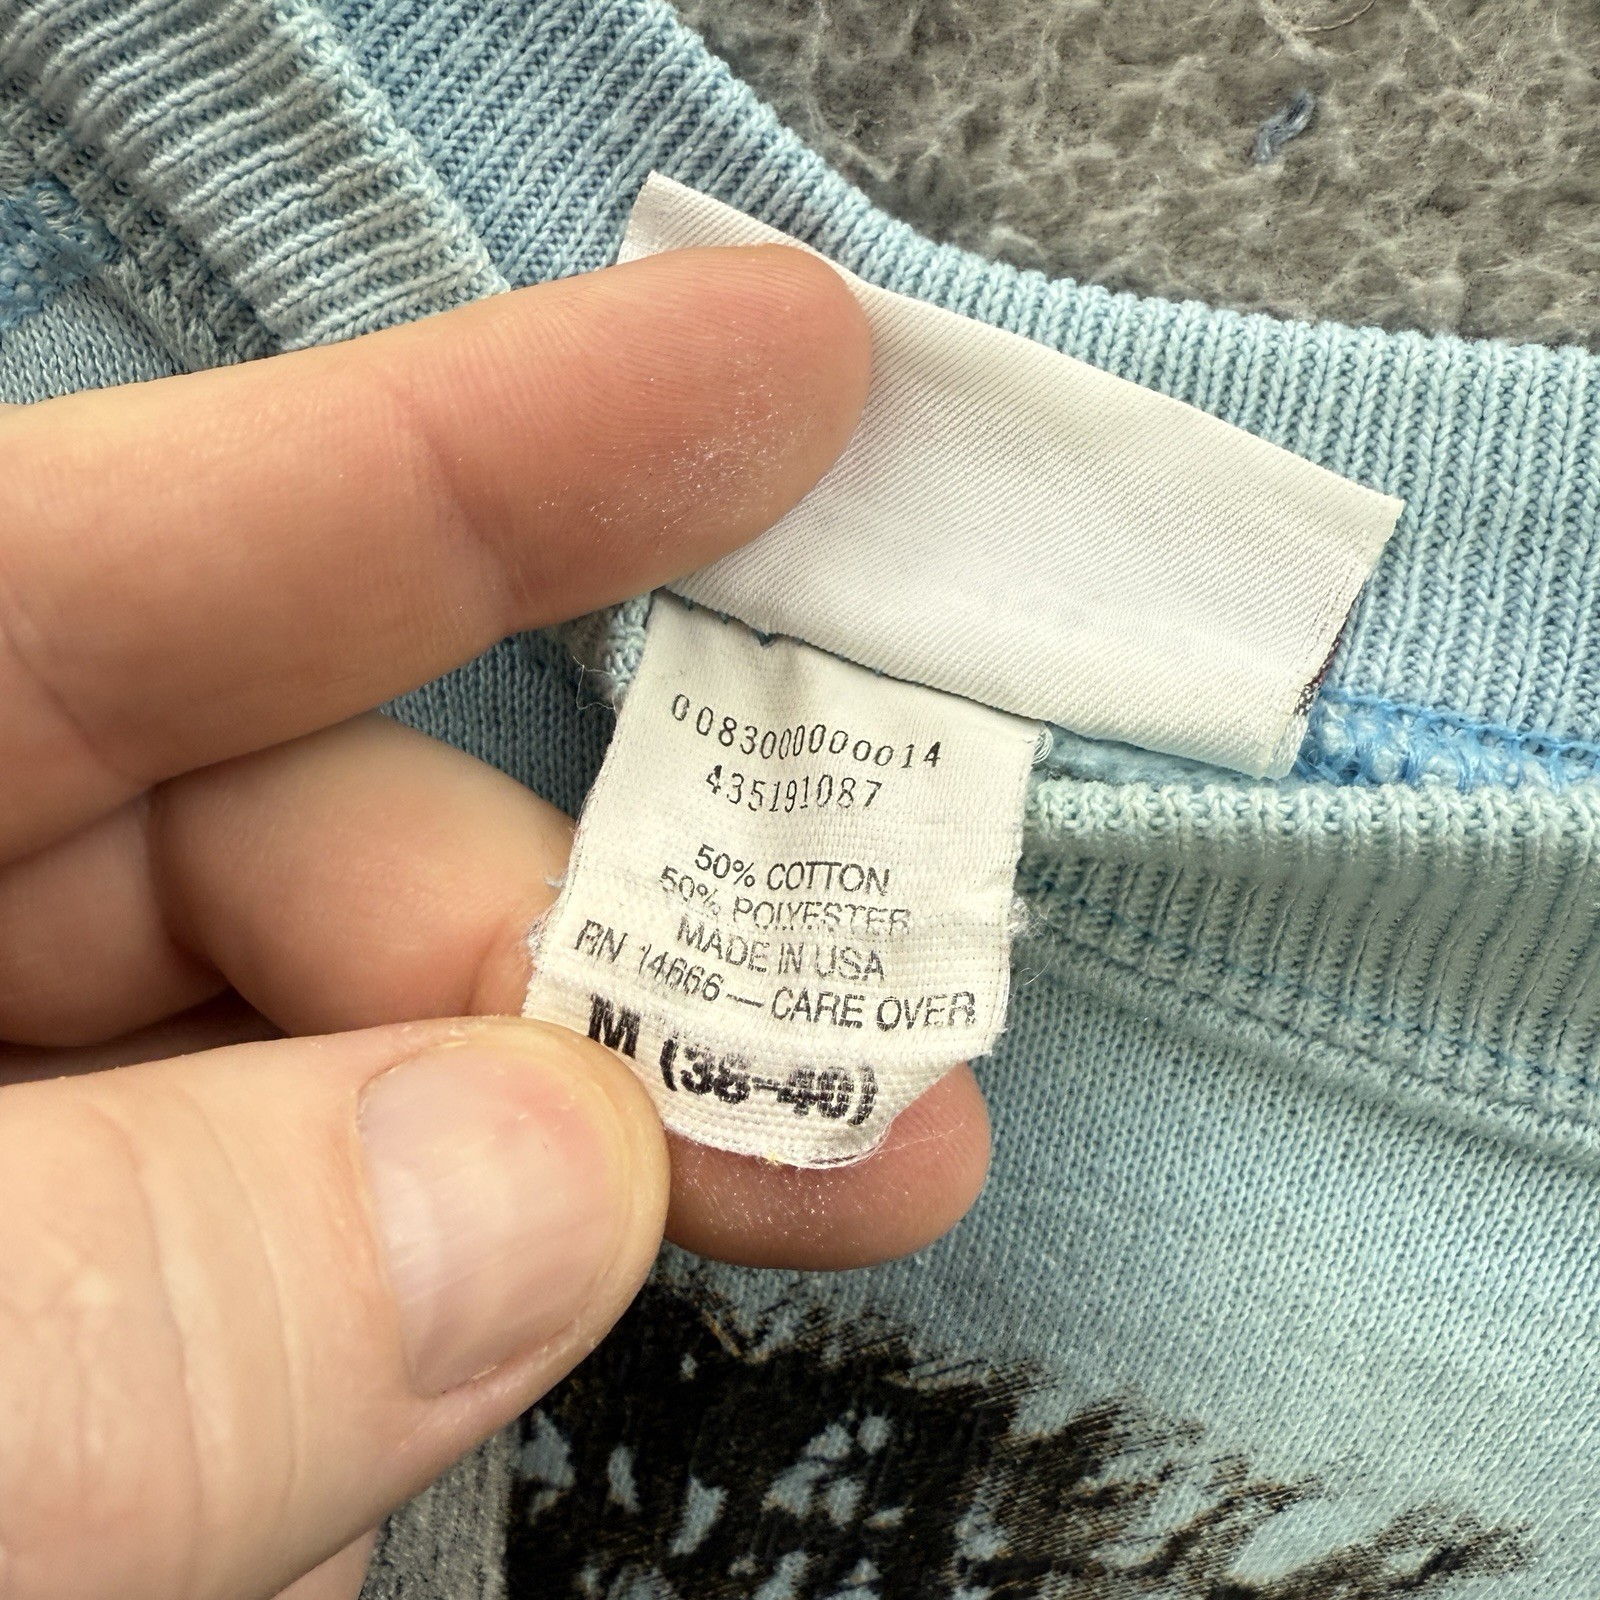 0083000000014
435191087
50% COTTON
50% POLYESTER
MADE IN USA
RN 14666 — CARE OVER
M (38-40)